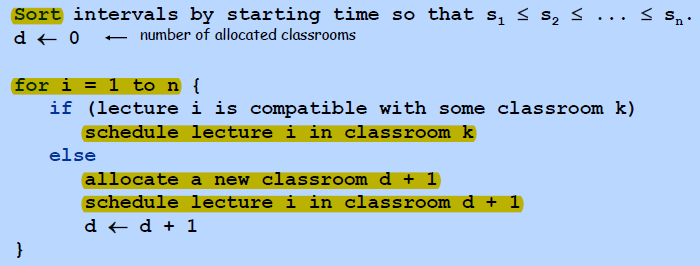 Sort intervals by starting time so that s₁ ≤ s₂ ≤ ... ≤ sₙ.
d ← 0 ← number of allocated classrooms
for i = 1 to n {
if (lecture i is compatible with some classroom k)
schedule lecture i in classroom k
else
allocate a new classroom d + 1
schedule lecture i in classroom d + 1
d ← d + 1
}